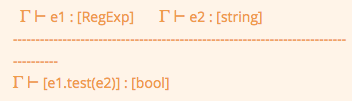 Γ ⊢ e1 : [RegExp] Γ ⊢ e2 : [string]
--------------------------------------------------------------------------------
----------
Γ ⊢ [e1.test(e2)] : [bool]